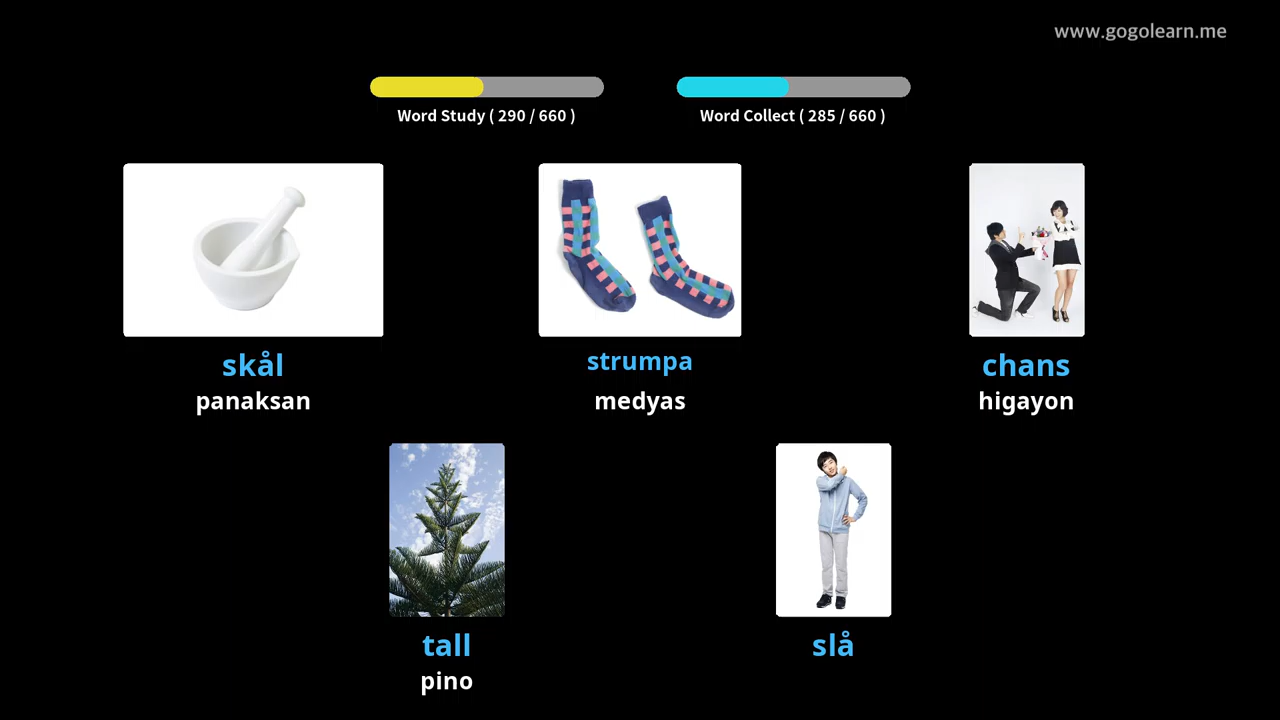 www.gogolearn.me
Word Study ( 290 / 660 )
Word Collect ( 285 / 660 )
skål
panaksan
strumpa
medyas
chans
higayon
tall
pino
slå